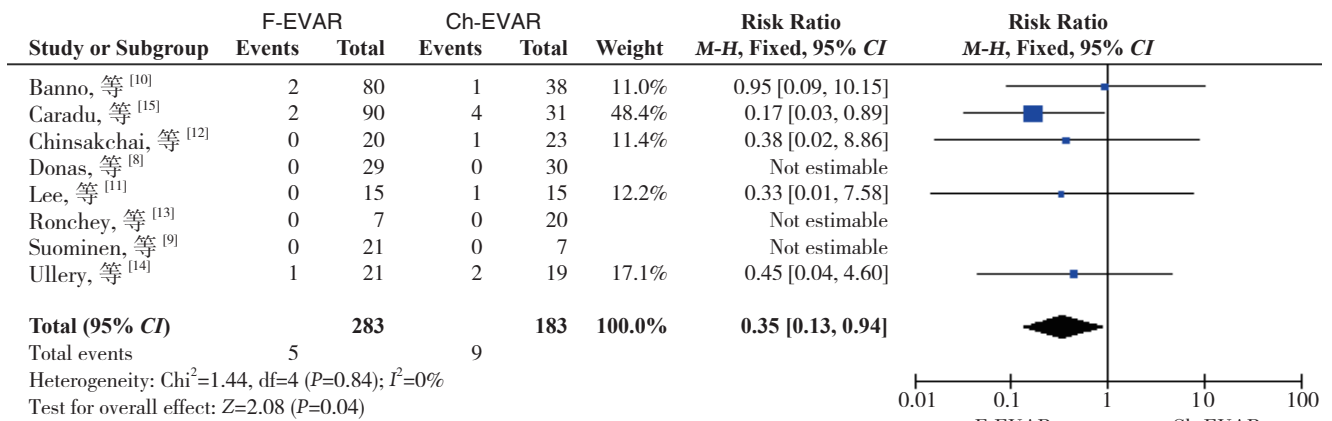 F-EVAR Ch-EVAR Risk Ratio Risk Ratio
Study or Subgroup Events Total Events Total Weight M-H, Fixed, 95% CI M-H, Fixed, 95% CI
Banno, 等 [10] 2 80 1 38 11.0% 0.95 [0.09, 10.15]
Caradu, 等 [15] 2 90 4 31 48.4% 0.17 [0.03, 0.89]
Chinsakchai, 等 [12] 0 20 1 23 11.4% 0.38 [0.02, 8.86]
Donas, 等 [8] 0 29 0 30 Not estimable
Lee, 等 [11] 0 15 1 15 12.2% 0.33 [0.01, 7.58]
Ronchey, 等 [13] 0 7 0 20 Not estimable
Suominen, 等 [9] 0 21 0 7 Not estimable
Ullery, 等 [14] 1 21 2 19 17.1% 0.45 [0.04, 4.60]
Total (95% CI) 283 183 100.0% 0.35 [0.13, 0.94]
Total events 5 9
Heterogeneity: Chi²=1.44, df=4 (P=0.84); I²=0%
Test for overall effect: Z=2.08 (P=0.04)
0.01 0.1 1 10 100